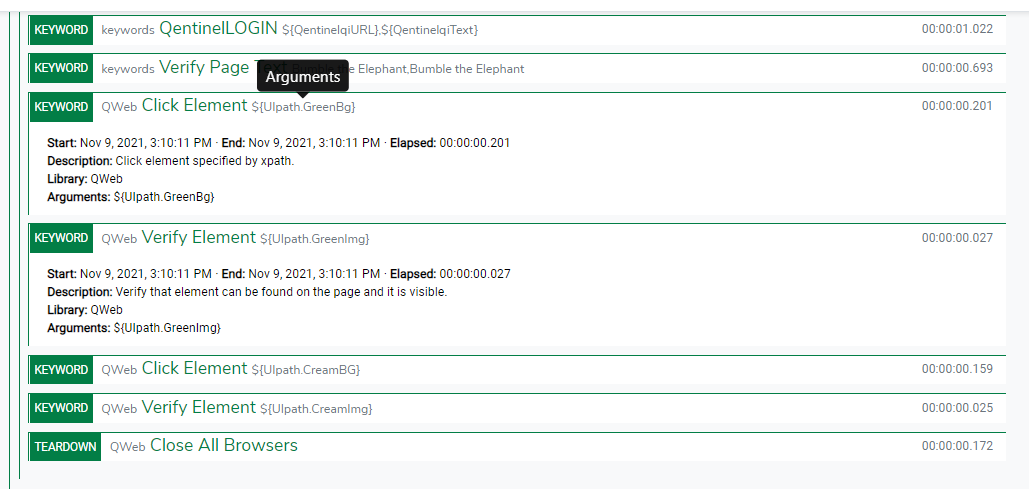 KEYWORD keywords QentinelLOGIN ${QentinelqiURL},${QentinelqiText} 00:00:01.022
KEYWORD keywords Verify Page Elephant,Bumble the Elephant 00:00:00.693
Arguments
KEYWORD QWeb Click Element ${UIpath.GreenBg} 00:00:00.201
Start: Nov 9, 2021, 3:10:11 PM · End: Nov 9, 2021, 3:10:11 PM · Elapsed: 00:00:00.201
Description: Click element specified by xpath.
Library: QWeb
Arguments: ${UIpath.GreenBg}
KEYWORD QWeb Verify Element ${UIpath.GreenImg} 00:00:00.027
Start: Nov 9, 2021, 3:10:11 PM · End: Nov 9, 2021, 3:10:11 PM · Elapsed: 00:00:00.027
Description: Verify that element can be found on the page and it is visible.
Library: QWeb
Arguments: ${UIpath.GreenImg}
KEYWORD QWeb Click Element ${UIpath.CreamBG} 00:00:00.159
KEYWORD QWeb Verify Element ${UIpath.CreamImg} 00:00:00.025
TEARDOWN QWeb Close All Browsers 00:00:00.172